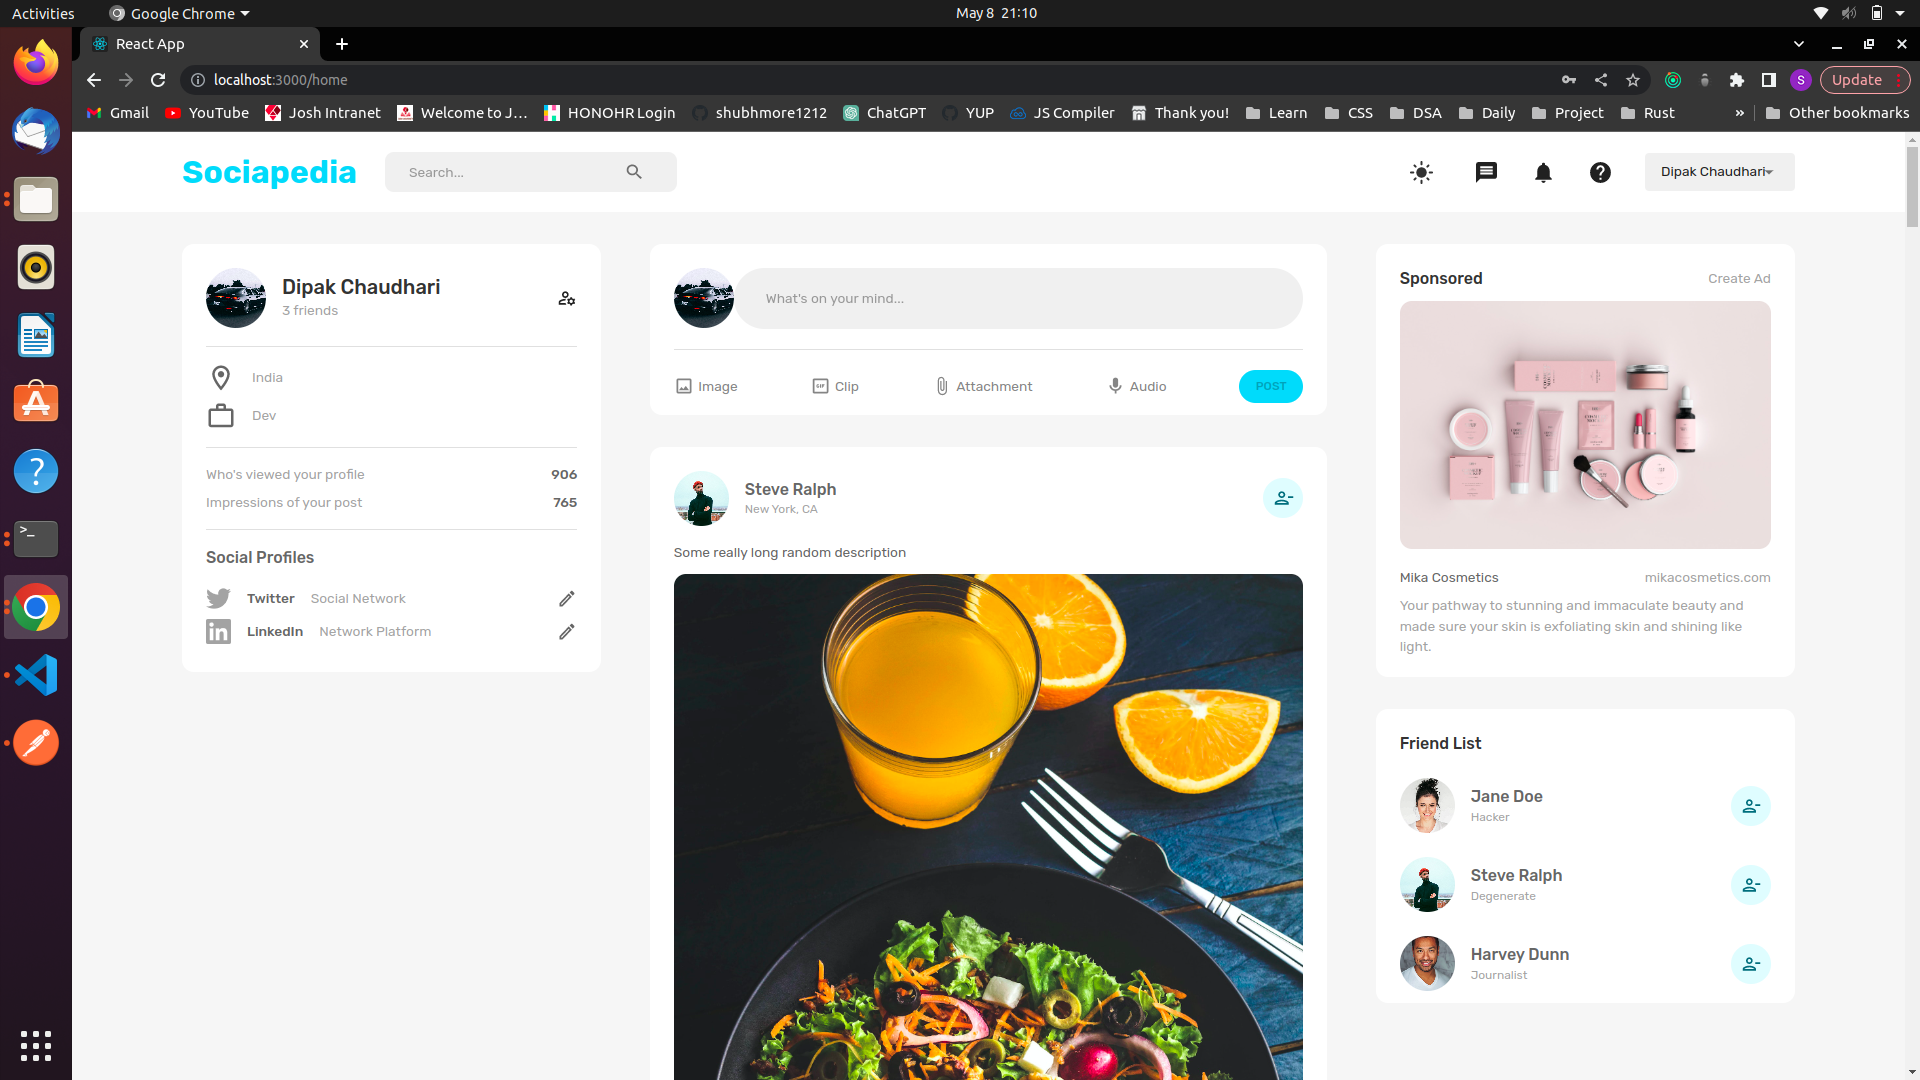 Activities
Google Chrome
May 8 21:10
React App
localhost:3000/home
S
Update
Gmail
YouTube
Josh Intranet
Welcome to J...
HONOHR Login
shubhmore1212
ChatGPT
YUP
JS Compiler
Thank you!
Learn
CSS
DSA
Daily
Project
Rust
»
Other bookmarks
Sociapedia
Search...
Dipak Chaudhari
Dipak Chaudhari
3 friends
India
Dev
Who's viewed your profile 906
Impressions of your post 765
Social Profiles
Twitter Social Network
LinkedIn Network Platform
What's on your mind...
Image
GIF
Clip
Attachment
Audio
POST
Steve Ralph
New York, CA
Some really long random description
Sponsored
Create Ad
Mika Cosmetics
mikacosmetics.com
Your pathway to stunning and immaculate beauty and
made sure your skin is exfoliating skin and shining like
light.
Friend List
Jane Doe
Hacker
Steve Ralph
Degenerate
Harvey Dunn
Journalist